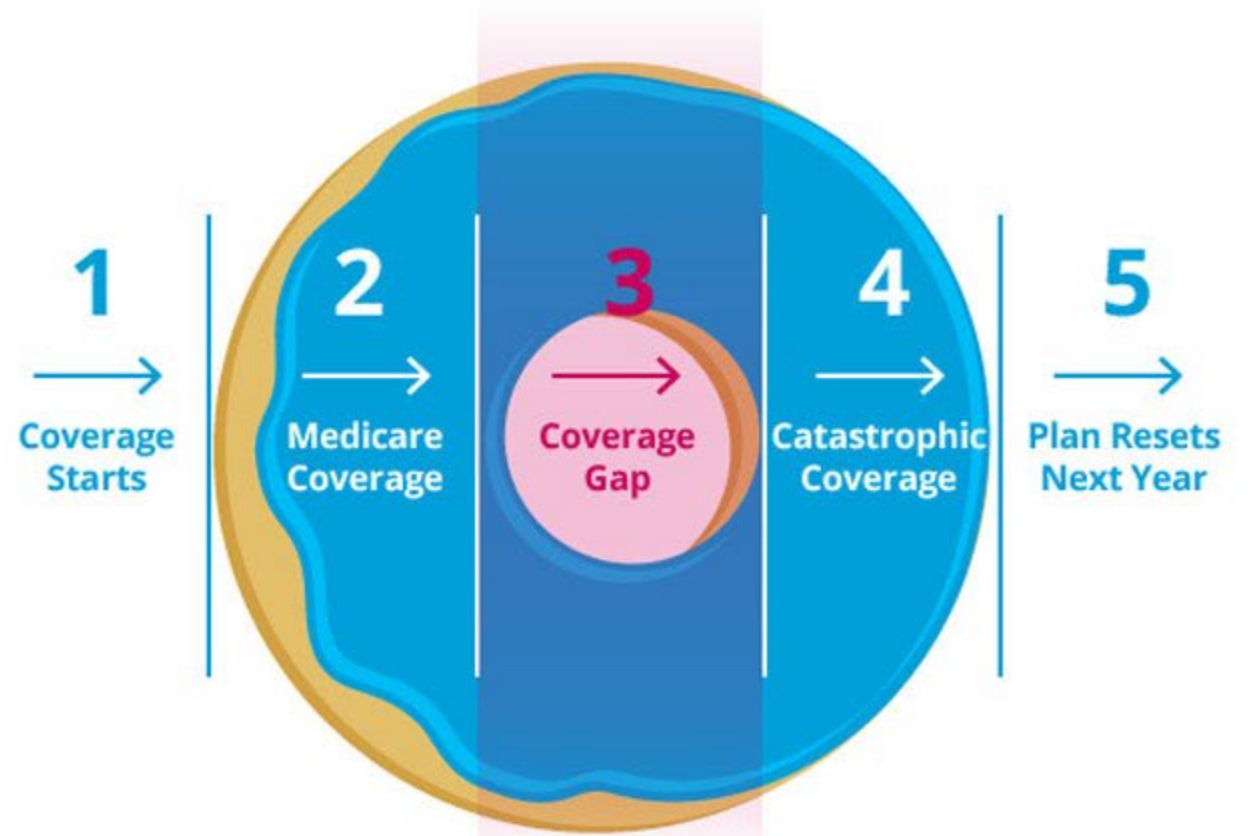 1
Coverage
Starts
2
Medicare
Coverage
3
Coverage
Gap
4
Catastrophic
Coverage
5
Plan Resets
Next Year